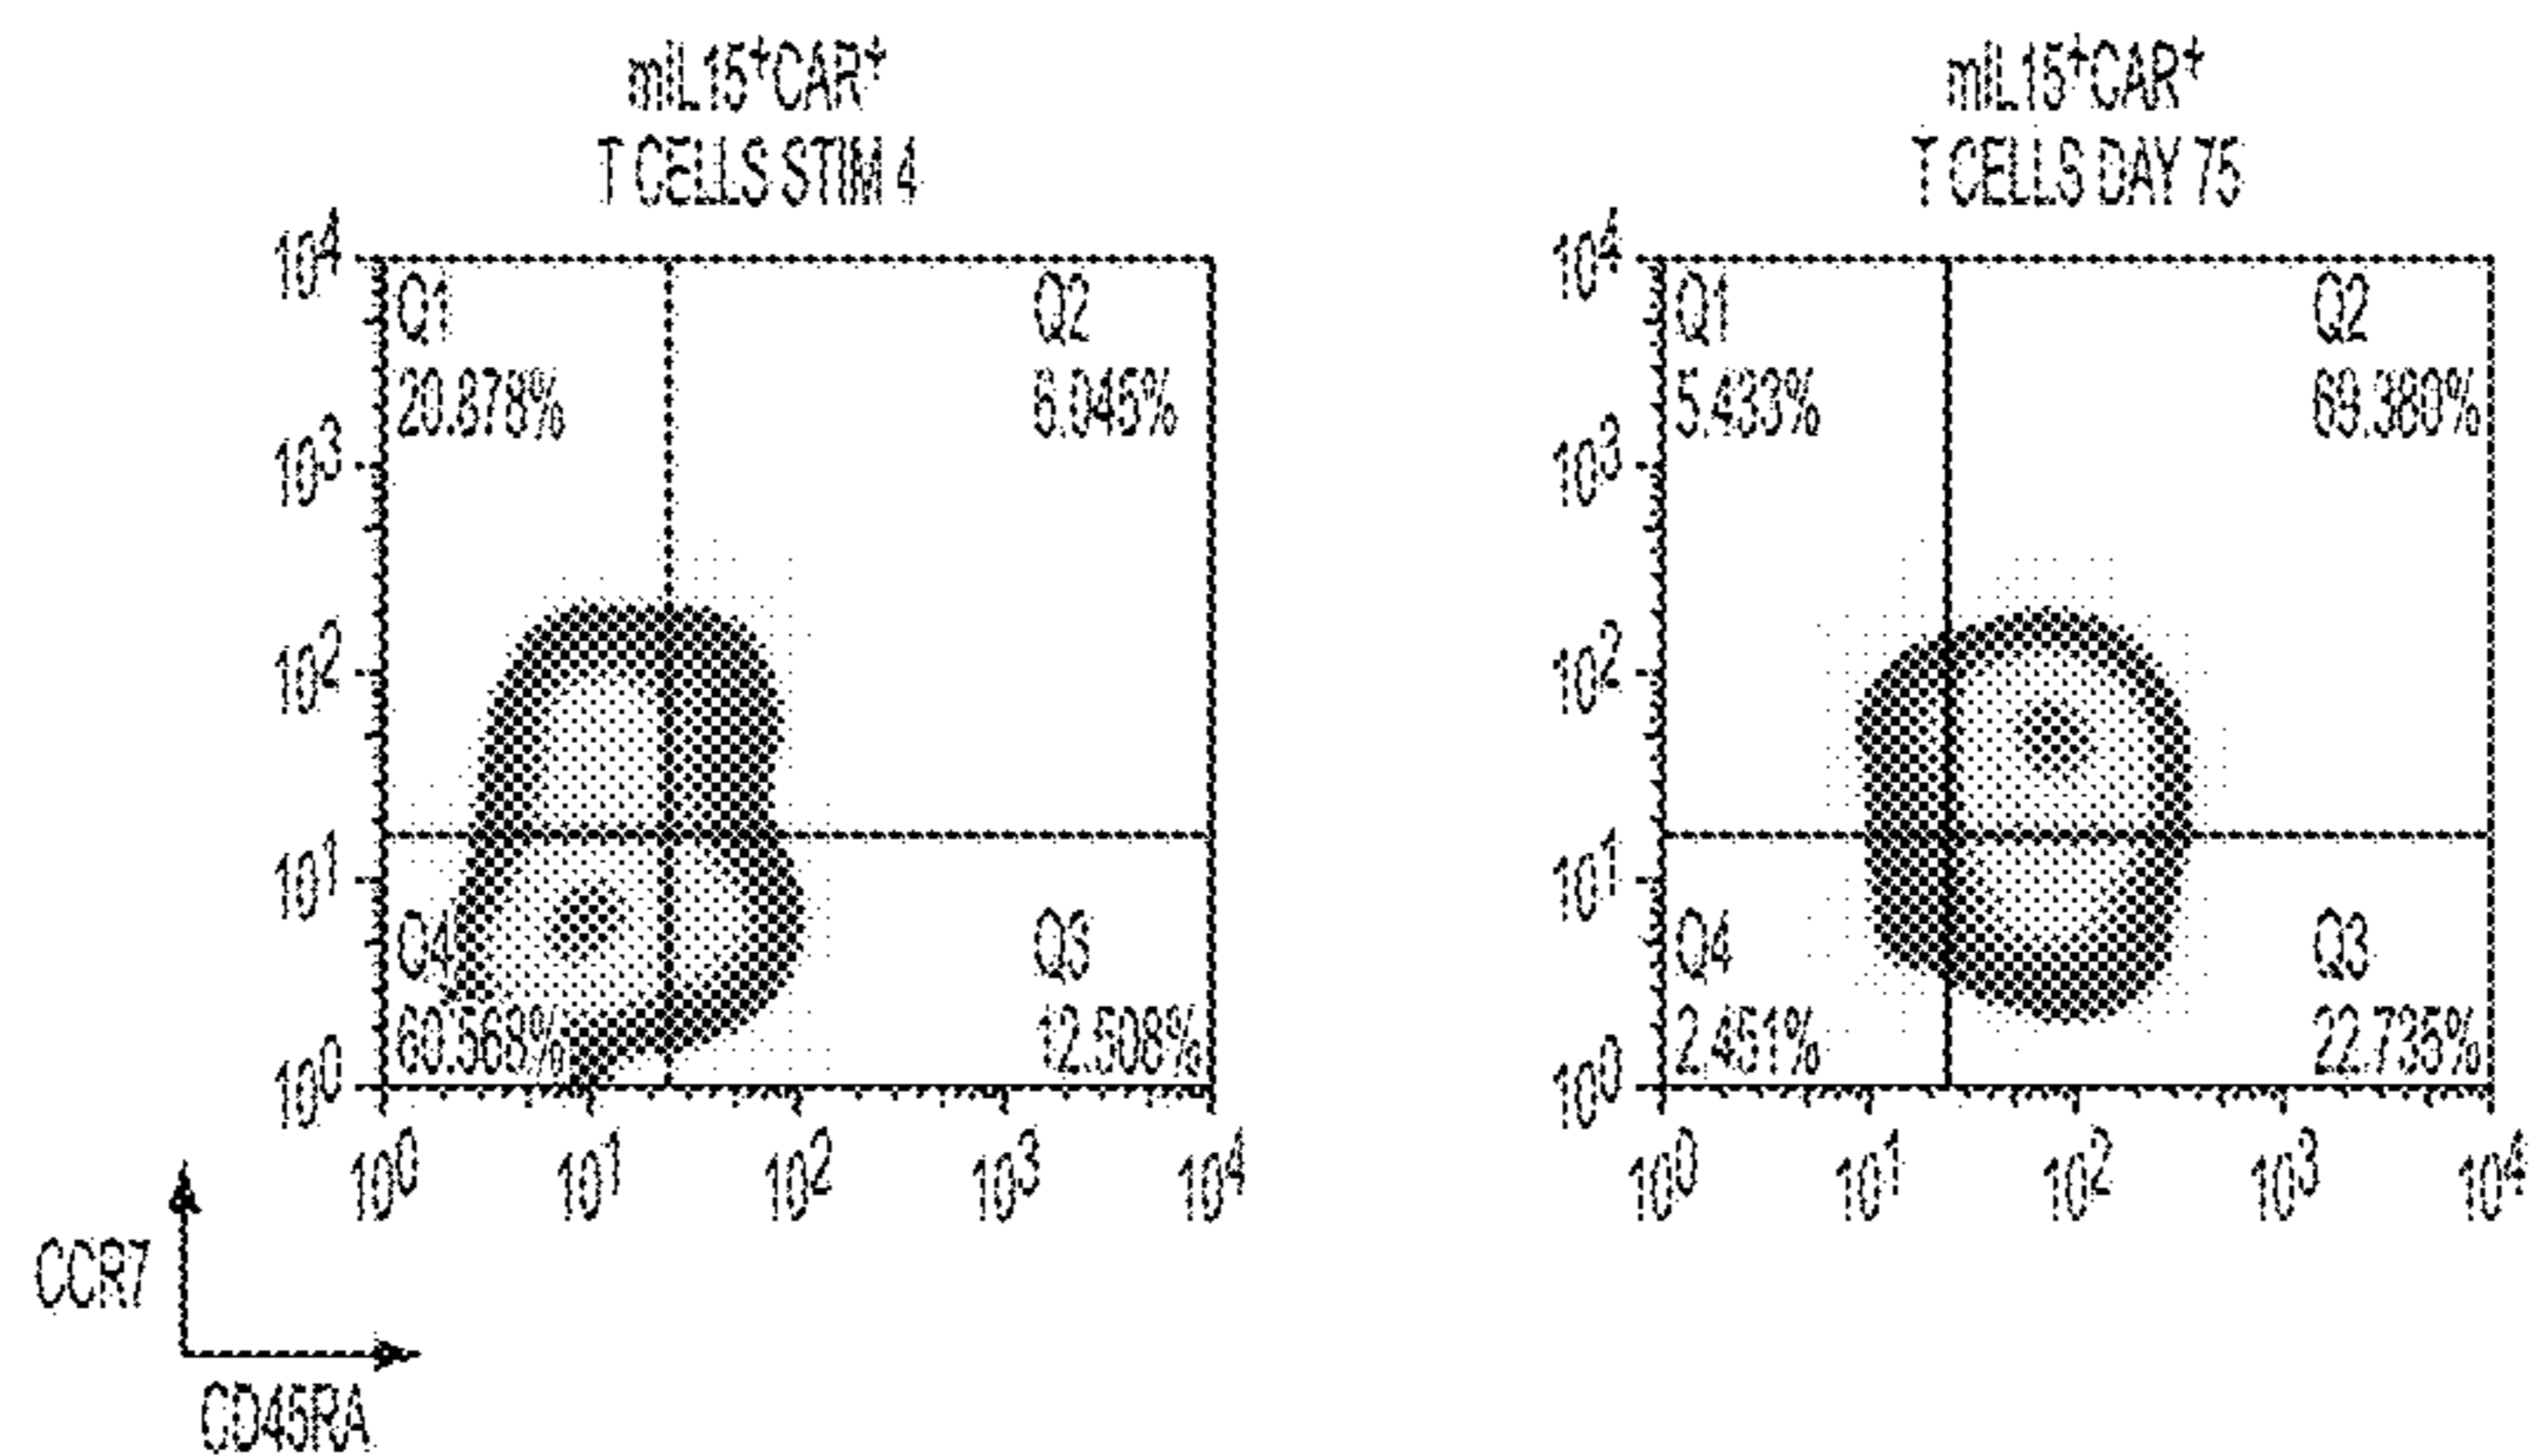 mIL15⁺CAR⁺
T CELLS STIM 4
10⁴
Q1
20.878%
Q2
6.045%
10³
10²
10¹
Q4
60.568%
Q3
12.508%
10⁰
10⁰ 10¹ 10² 10³ 10⁴
mIL15⁺CAR⁺
T CELLS DAY 75
10⁴
Q1
5.433%
Q2
69.380%
10³
10²
10¹
Q4
2.451%
Q3
22.735%
10⁰
10⁰ 10¹ 10² 10³ 10⁴
CCR7
CD45RA